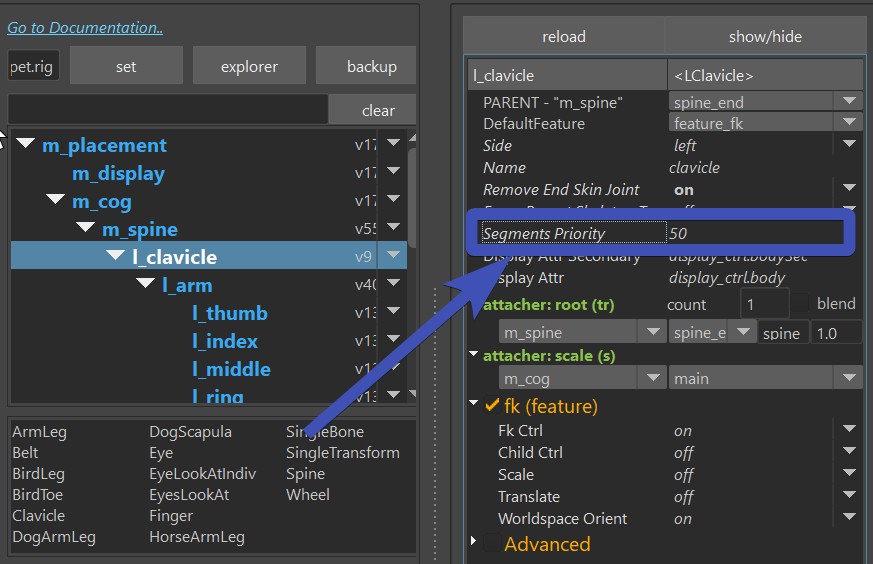 Go to Documentation..
pet.rig set explorer backup
clear
m_placement v17
m_display v17
m_cog v17
m_spine v55
l_clavicle v9
l_arm v40
l_thumb v13
l_index v13
l_middle v13
l_ring v13
ArmLeg DogScapula SingleBone
Belt Eye SingleTransform
BirdLeg EyeLookAtIndiv Spine
BirdToe EyesLookAt Wheel
Clavicle Finger
DogArmLeg HorseArmLeg
reload show/hide
l_clavicle <LClavicle>
PARENT - "m_spine" spine_end
DefaultFeature feature_fk
Side left
Name clavicle
Remove End Skin Joint on
Segments Priority 50
Display Attr Secondary display_ctrl.bodySec
Display Attr display_ctrl.body
attacher: root (tr) count 1 blend
m_spine spine_e spine 1.0
attacher: scale (s)
m_cog main
fk (feature)
Fk Ctrl on
Child Ctrl off
Scale off
Translate off
Worldspace Orient on
Advanced